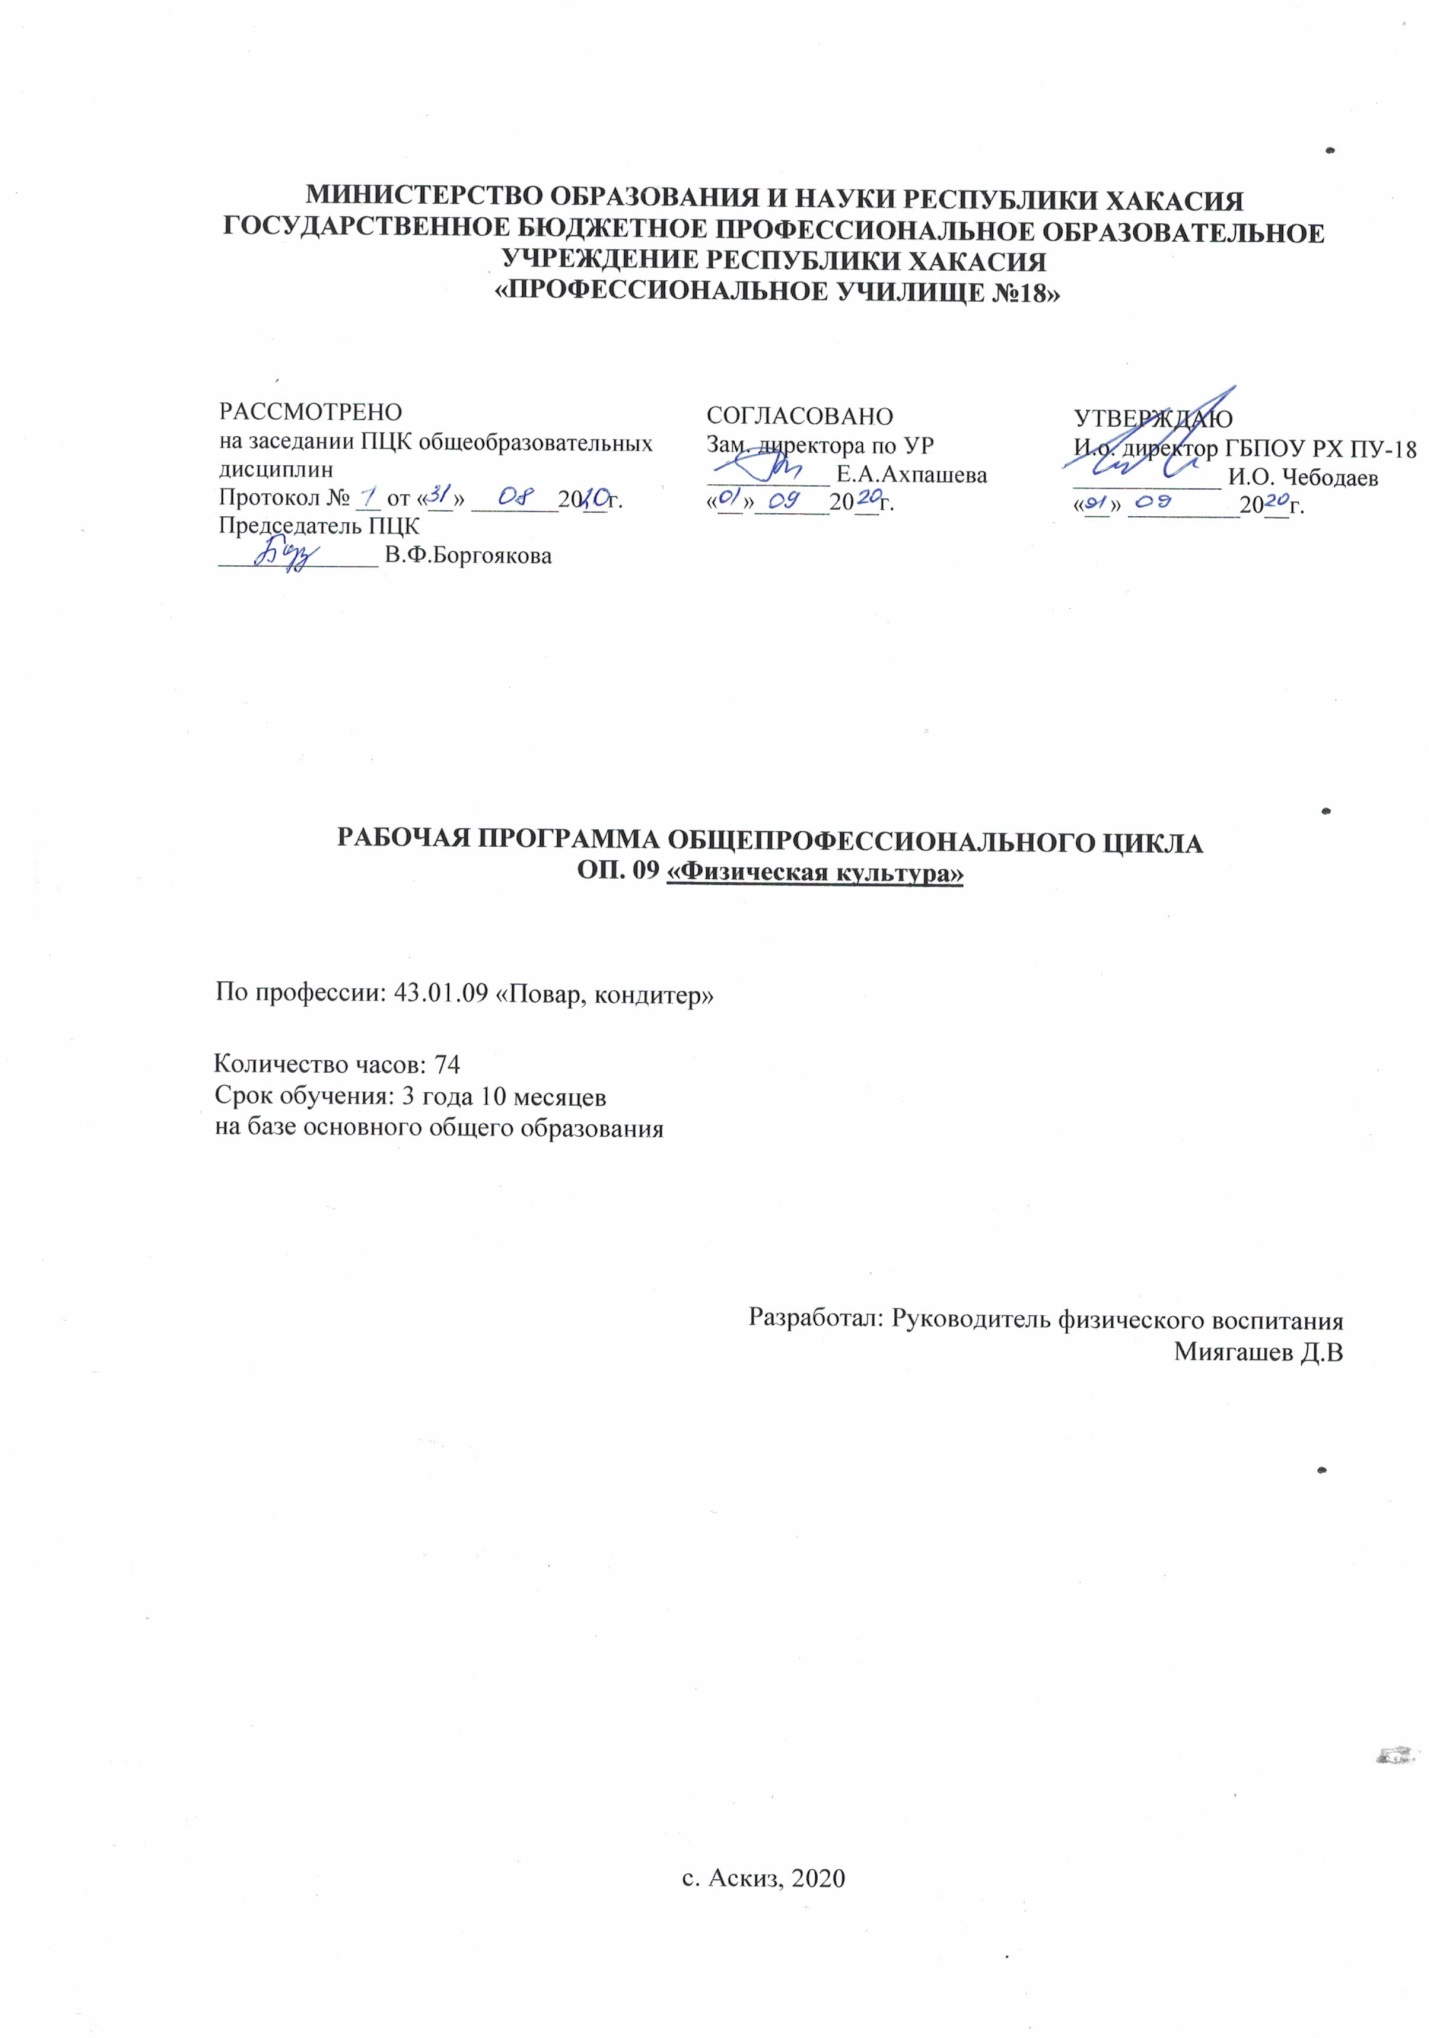 МИНИСТЕРСТВО ОБРАЗОВАНИЯ И НАУКИ РЕСПУБЛИКИ ХАКАСИЯ
ГОСУДАРСТВЕННОЕ БЮДЖЕТНОЕ ПРОФЕССИОНАЛЬНОЕ ОБРАЗОВАТЕЛЬНОЕ
УЧРЕЖДЕНИЕ РЕСПУБЛИКИ ХАКАСИЯ
«ПРОФЕССИОНАЛЬНОЕ УЧИЛИЩЕ №18»
РАССМОТРЕНО
на заседании ПЦК общеобразовательных
дисциплин
Протокол № 1 от «31» 08 2020г.
Председатель ПЦК
В.Ф.Боргоякова
СОГЛАСОВАНО
Зам. директора по УР
Е.А.Ахпашева
«01» 09 2020г.
УТВЕРЖДАЮ
И.о. директор ГБПОУ РХ ПУ-18
И.О. Чебодаев
«01» 09 2020г.
РАБОЧАЯ ПРОГРАММА ОБЩЕПРОФЕССИОНАЛЬНОГО ЦИКЛА
ОП. 09 «Физическая культура»
По профессии: 43.01.09 «Повар, кондитер»
Количество часов: 74
Срок обучения: 3 года 10 месяцев
на базе основного общего образования
Разработал: Руководитель физического воспитания
Миягашев Д.В
с. Аскиз, 2020